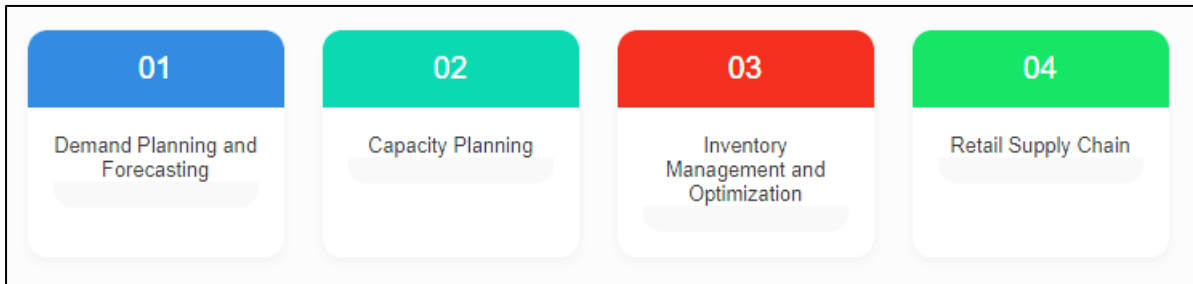 01
Demand Planning and
Forecasting
02
Capacity Planning
03
Inventory
Management and
Optimization
04
Retail Supply Chain